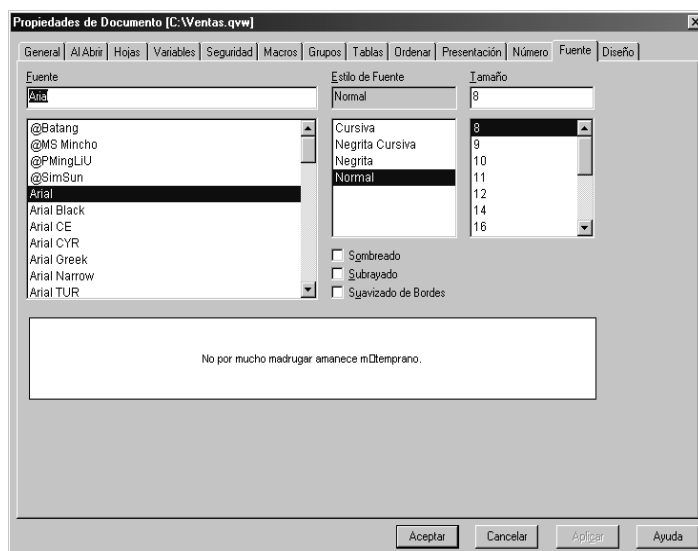 Propiedades de Documento [C:\Ventas.qvw]
General Al Abrir Hojas Variables Seguridad Macros Grupos Tablas Ordenar Presentación Número Fuente Diseño
Fuente Estilo de Fuente Tamaño
Arial Normal 8
@Batang Cursiva 8
@MS Mincho Negrita Cursiva 9
@PMingLiU Negrita 10
@SimSun Normal 11
Arial 12
Arial Black 14
Arial CE 16
Arial CYR
Arial Greek Sombreado
Arial Narrow Subrayado
Arial TUR Suavizado de Bordes
No por mucho madrugar amanece m□temprano.
Aceptar Cancelar Aplicar Ayuda